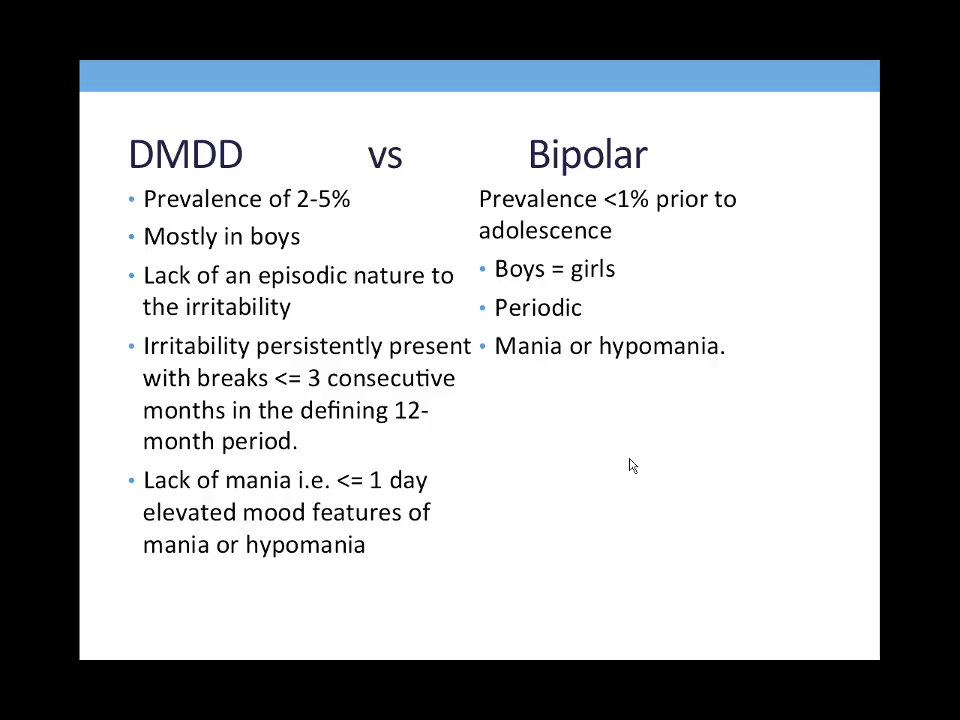 DMDD vs Bipolar
• Prevalence of 2-5%
• Mostly in boys
• Lack of an episodic nature to
the irritability
• Irritability persistently present
with breaks <= 3 consecutive
months in the defining 12-
month period.
• Lack of mania i.e. <= 1 day
elevated mood features of
mania or hypomania
Prevalence <1% prior to
adolescence
• Boys = girls
• Periodic
• Mania or hypomania.